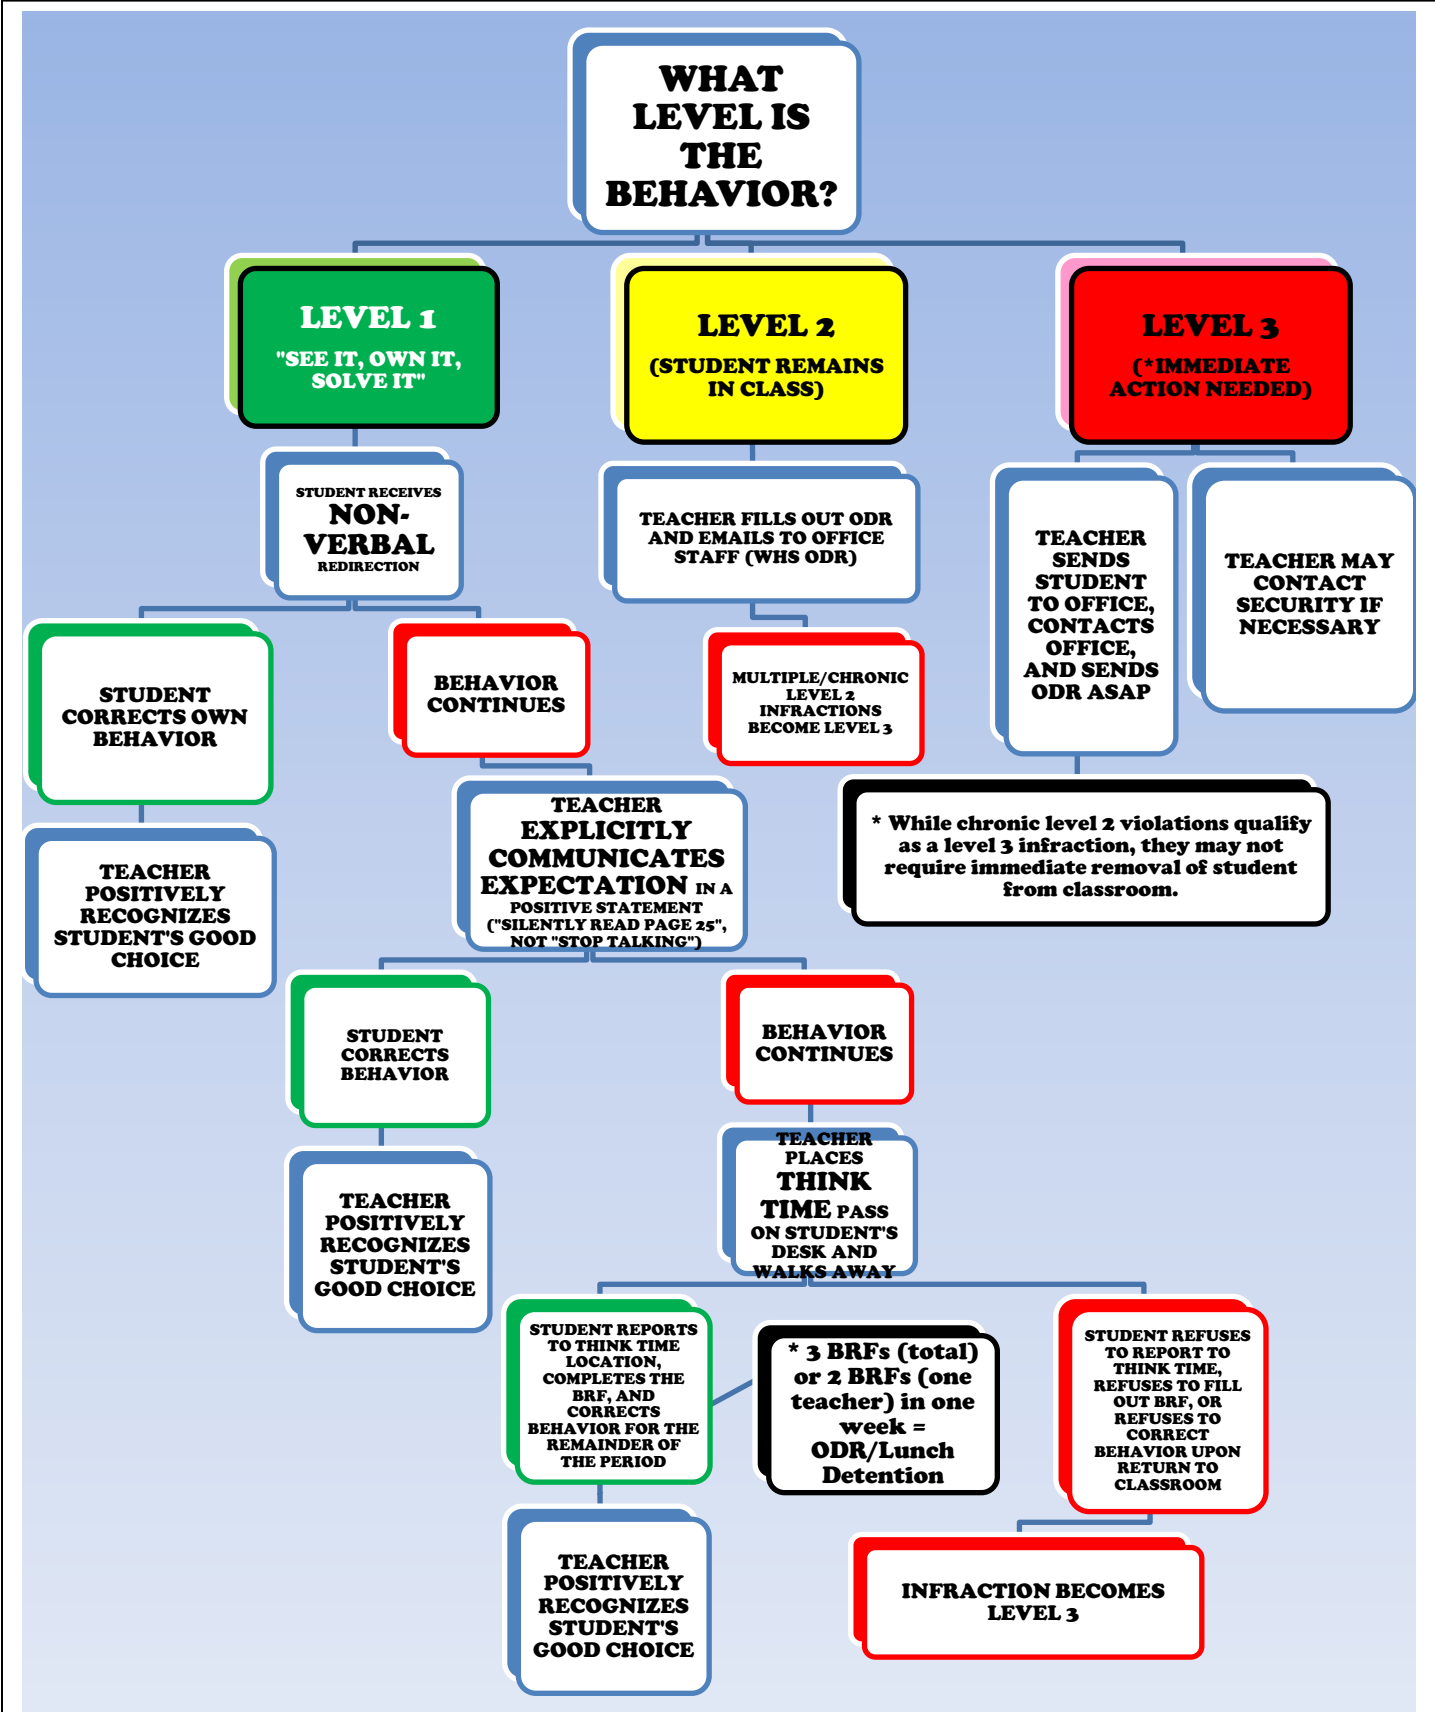 WHAT
LEVEL IS
THE
BEHAVIOR?
LEVEL 1
"SEE IT, OWN IT,
SOLVE IT"
LEVEL 2
(STUDENT REMAINS
IN CLASS)
LEVEL 3
(*IMMEDIATE
ACTION NEEDED)
STUDENT RECEIVES
NON-
VERBAL
REDIRECTION
TEACHER FILLS OUT ODR
AND EMAILS TO OFFICE
STAFF (WHS ODR)
TEACHER
SENDS
STUDENT
TO OFFICE,
CONTACTS
OFFICE,
AND SENDS
ODR ASAP
TEACHER MAY
CONTACT
SECURITY IF
NECESSARY
STUDENT
CORRECTS OWN
BEHAVIOR
BEHAVIOR
CONTINUES
MULTIPLE/CHRONIC
LEVEL 2
INFRACTIONS
BECOME LEVEL 3
TEACHER
POSITIVELY
RECOGNIZES
STUDENT'S GOOD
CHOICE
TEACHER
EXPLICITLY
COMMUNICATES
EXPECTATION IN A
POSITIVE STATEMENT
("SILENTLY READ PAGE 25",
NOT "STOP TALKING")
* While chronic level 2 violations qualify
as a level 3 infraction, they may not
require immediate removal of student
from classroom.
STUDENT
CORRECTS
BEHAVIOR
BEHAVIOR
CONTINUES
TEACHER
POSITIVELY
RECOGNIZES
STUDENT'S
GOOD CHOICE
TEACHER
PLACES
THINK
TIME PASS
ON STUDENT'S
DESK AND
WALKS AWAY
STUDENT REPORTS
TO THINK TIME
LOCATION,
COMPLETES THE
BRF, AND
CORRECTS
BEHAVIOR FOR THE
REMAINDER OF
THE PERIOD
* 3 BRFs (total)
or 2 BRFs (one
teacher) in one
week =
ODR/Lunch
Detention
STUDENT REFUSES
TO REPORT TO
THINK TIME,
REFUSES TO FILL
OUT BRF, OR
REFUSES TO
CORRECT
BEHAVIOR UPON
RETURN TO
CLASSROOM
TEACHER
POSITIVELY
RECOGNIZES
STUDENT'S
GOOD CHOICE
INFRACTION BECOMES
LEVEL 3